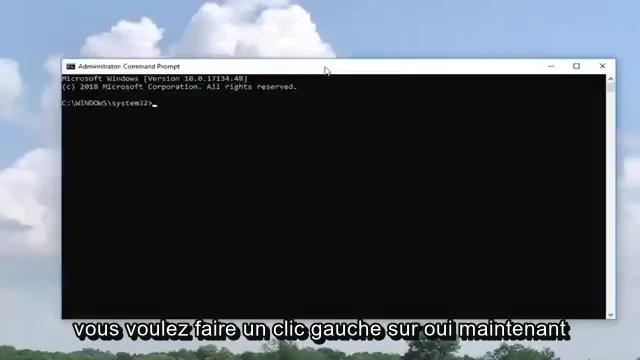 Administrator: Command Prompt
Microsoft Windows [Version 10.0.17134.48]
(c) 2018 Microsoft Corporation. All rights reserved.
C:\WINDOWS\system32>
vous voulez faire un clic gauche sur oui maintenant